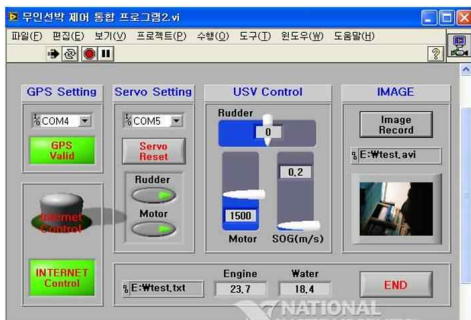 무인선박 제어 통합 프로그램2.vi
파일(F) 편집(E) 보기(V) 프로젝트(P) 수행(O) 도구(T) 윈도우(W) 도움말(H)
GPS Setting
COM4
GPS Valid
Internet Control
INTERNET Control
Servo Setting
COM5
Servo Reset
Rudder
Motor
USV Control
Rudder
0
1500
0,2
Motor SOG(m/s)
IMAGE
Image Record
E:₩test,avi
E:₩test,txt
Engine
23,7
Water
18,4
END
NATIONAL